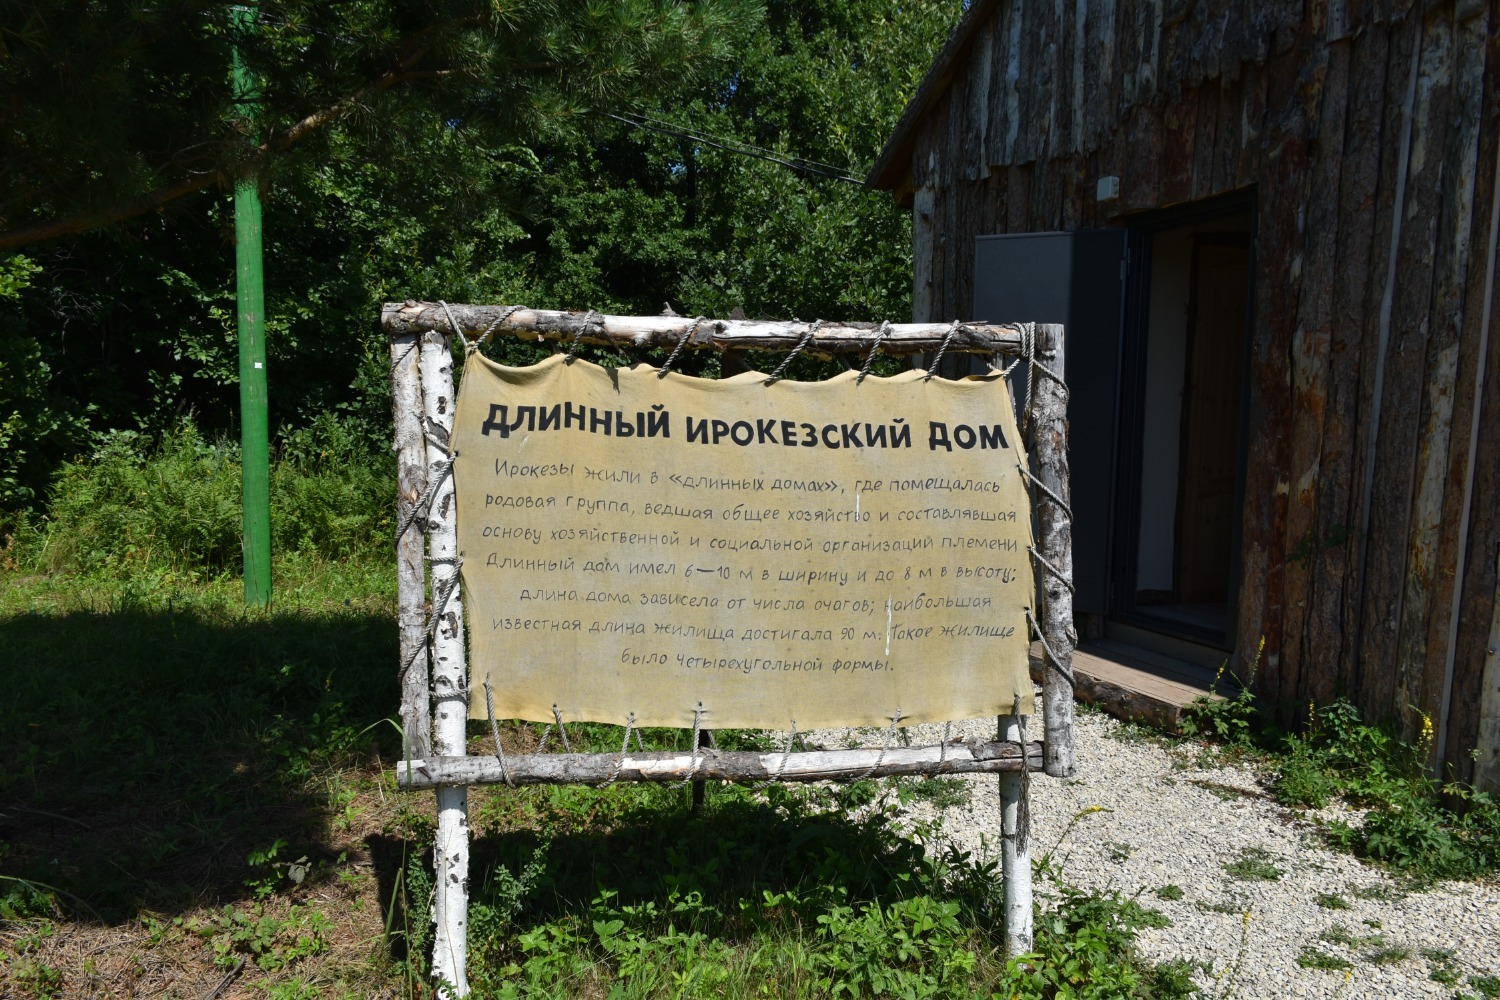 ДЛИННЫЙ ИРОКЕЗСКИЙ ДОМ
Ирокезы жили в «длинных домах», где помещалась
родовая группа, ведшая общее хозяйство и составлявшая
основу хозяйственной и социальной организаций племени
Длинный дом имел 6—10 м в ширину и до 8 м в высоту;
длина дома зависела от числа очагов; наибольшая
известная длина жилища достигала 90 м. Такое жилище
было четырехугольной формы.